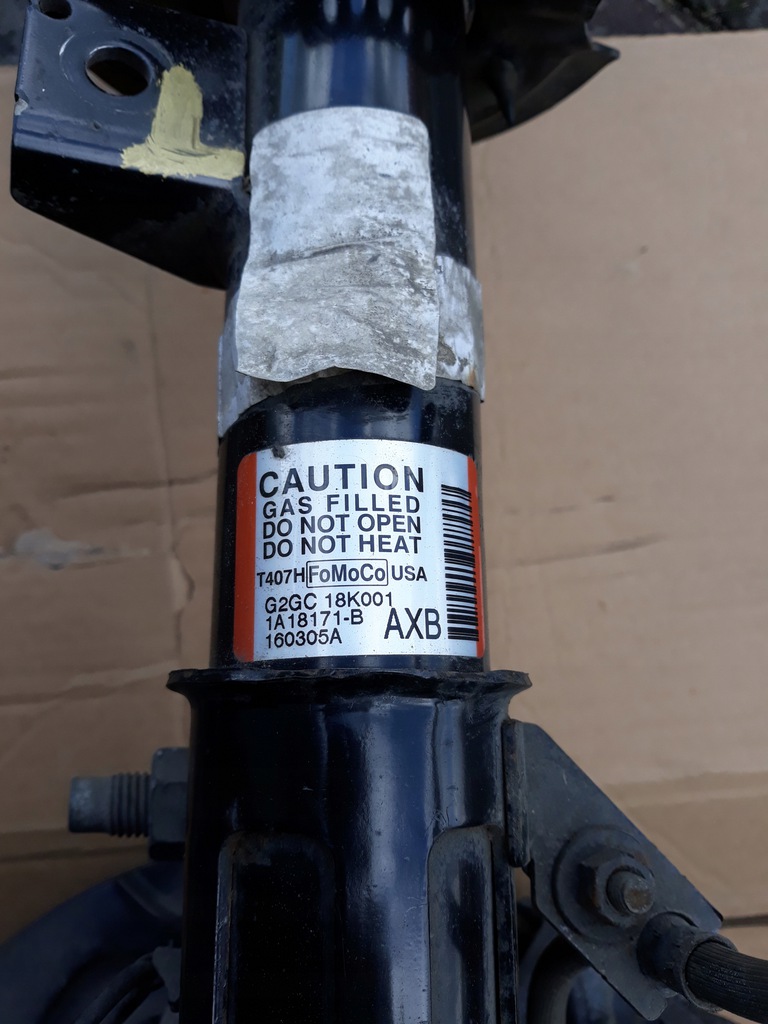 CAUTION
GAS FILLED
DO NOT OPEN
DO NOT HEAT
T407H FoMoCo USA
G2GC 18K001
1A18171-B
160305A AXB